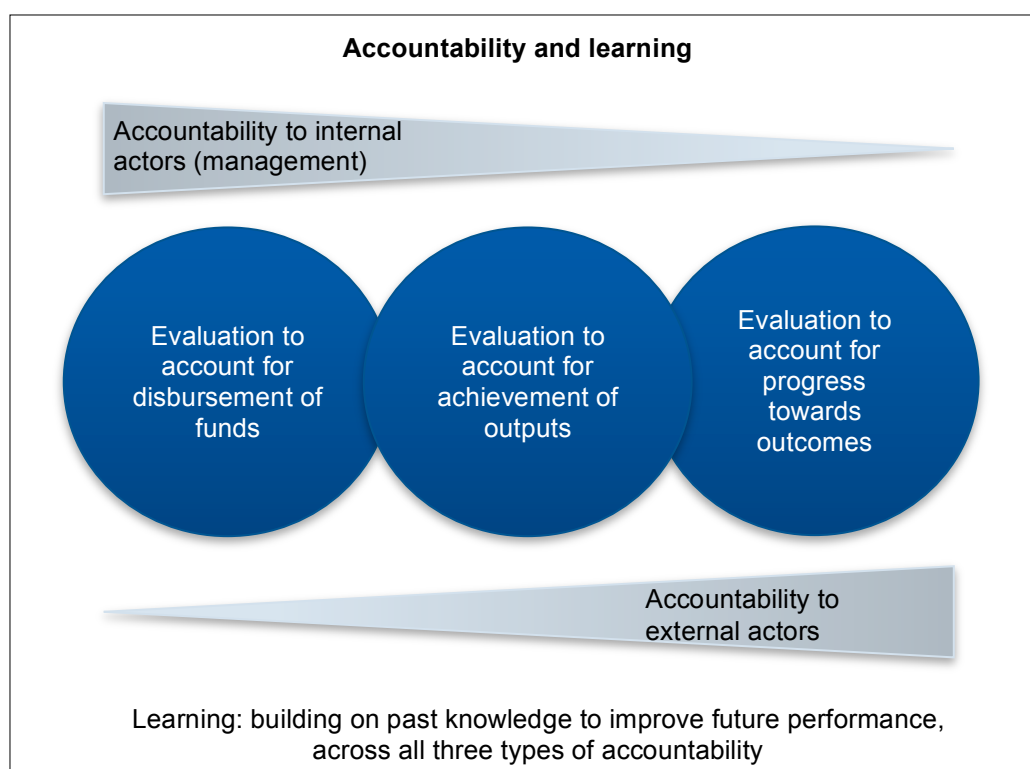 Accountability and learning
Accountability to internal
actors (management)
Evaluation to
account for
disbursement of
funds
Evaluation to
account for
achievement of
outputs
Evaluation to
account for
progress
towards
outcomes
Accountability to
external actors
Learning: building on past knowledge to improve future performance,
across all three types of accountability